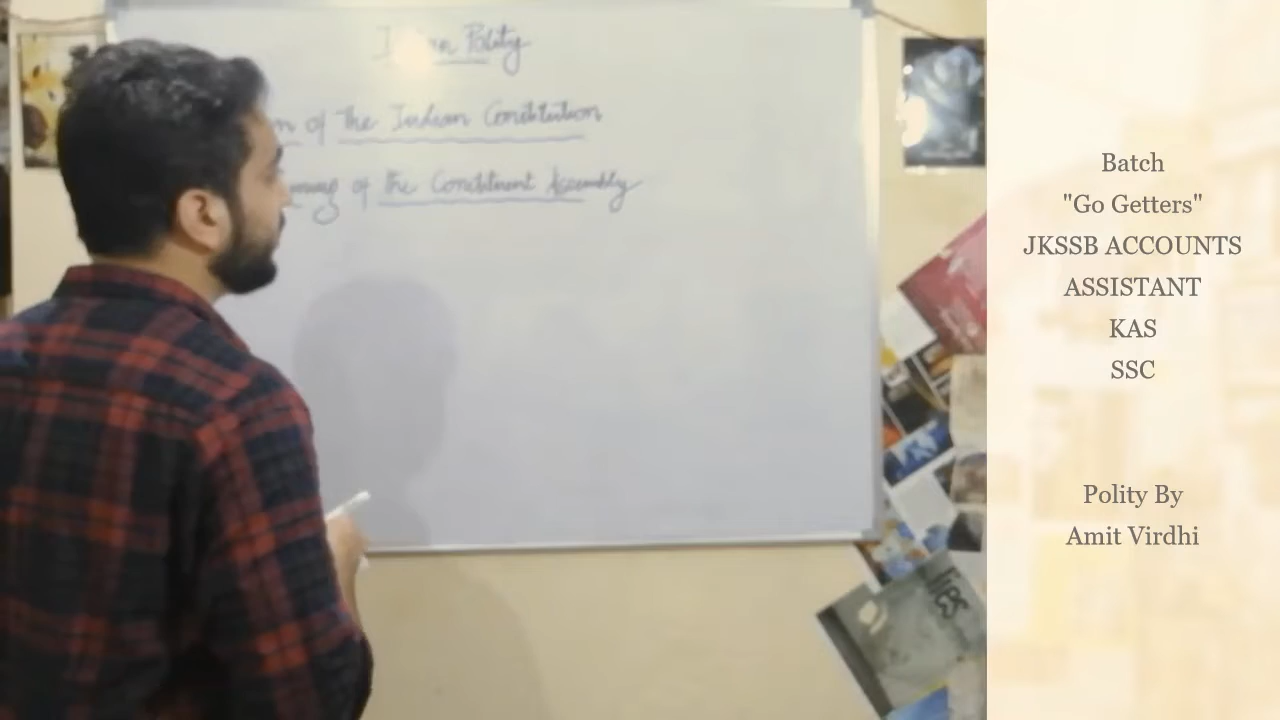 Polity
of the Indian Constitution
of the Constituent Assembly
Batch
"Go Getters"
JKSSB ACCOUNTS
ASSISTANT
KAS
SSC
Polity By
Amit Virdhi